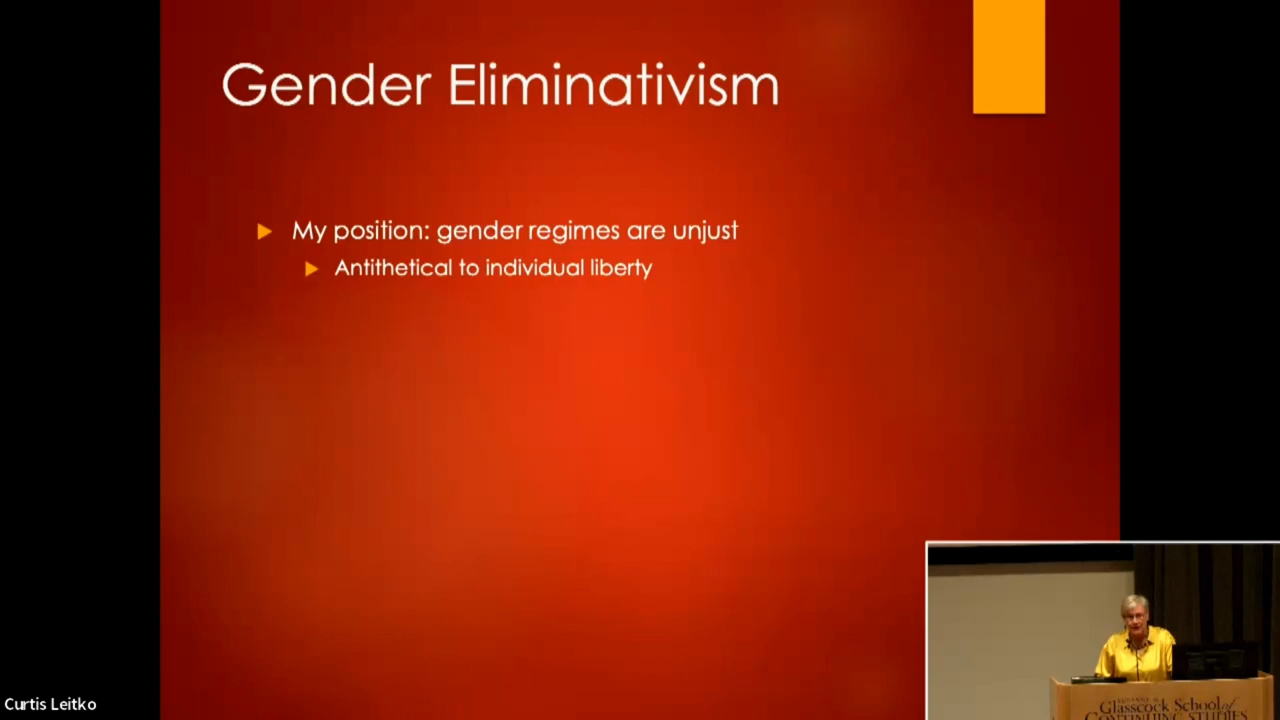 Gender Eliminativism
My position: gender regimes are unjust
Antithetical to individual liberty
Curtis Leitko
Glasscock School of
CONTINUING STUDIES